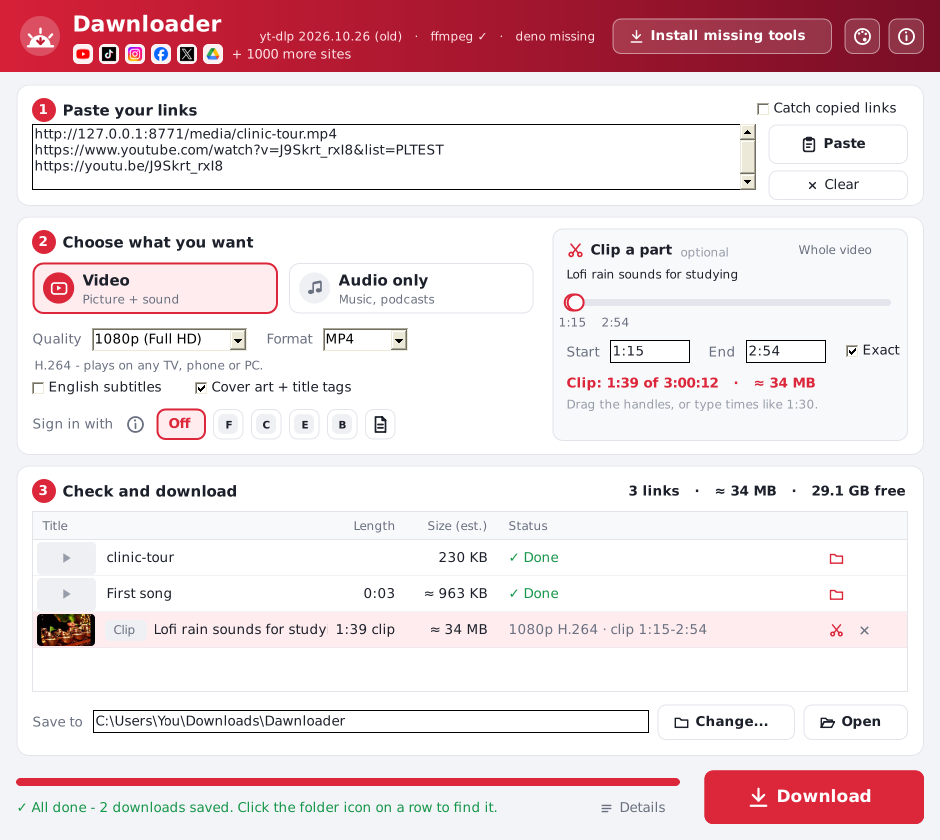 Dawnloader
yt-dlp 2026.10.26 (old) · ffmpeg ✓ · deno missing
Install missing tools
+ 1000 more sites
1 Paste your links
Catch copied links
http://127.0.0.1:8771/media/clinic-tour.mp4
https://www.youtube.com/watch?v=J9Skrt_rxI8&list=PLTEST
https://youtu.be/J9Skrt_rxI8
Paste
Clear
2 Choose what you want
Video
Picture + sound
Audio only
Music, podcasts
Quality 1080p (Full HD) Format MP4
H.264 - plays on any TV, phone or PC.
English subtitles Cover art + title tags
Sign in with Off F C E B
Clip a part optional Whole video
Lofi rain sounds for studying
1:15 2:54
Start 1:15 End 2:54 Exact
Clip: 1:39 of 3:00:12 · ≈ 34 MB
Drag the handles, or type times like 1:30.
3 Check and download
3 links · ≈ 34 MB · 29.1 GB free
Title Length Size (est.) Status
clinic-tour 230 KB ✓ Done
First song 0:03 ≈ 963 KB ✓ Done
Clip Lofi rain sounds for study 1:39 clip ≈ 34 MB 1080p H.264 · clip 1:15-2:54
Save to C:\Users\You\Downloads\Dawnloader Change... Open
✓ All done - 2 downloads saved. Click the folder icon on a row to find it.
Details
Download